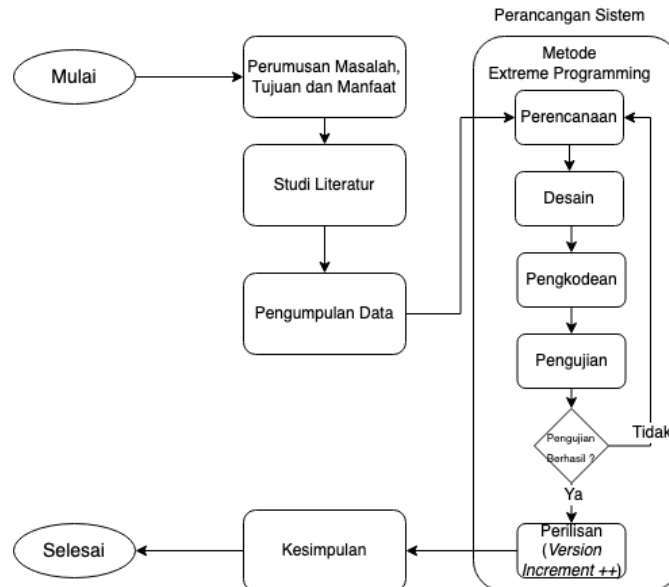 Perancangan Sistem
Mulai
Perumusan Masalah,
Tujuan dan Manfaat
Metode
Extreme Programming
Perencanaan
Studi Literatur
Desain
Pengumpulan Data
Pengkodean
Pengujian
Pengujian
Berhasil ?
Tidak
Ya
Selesai
Kesimpulan
Perilisan
(Version
Increment ++)